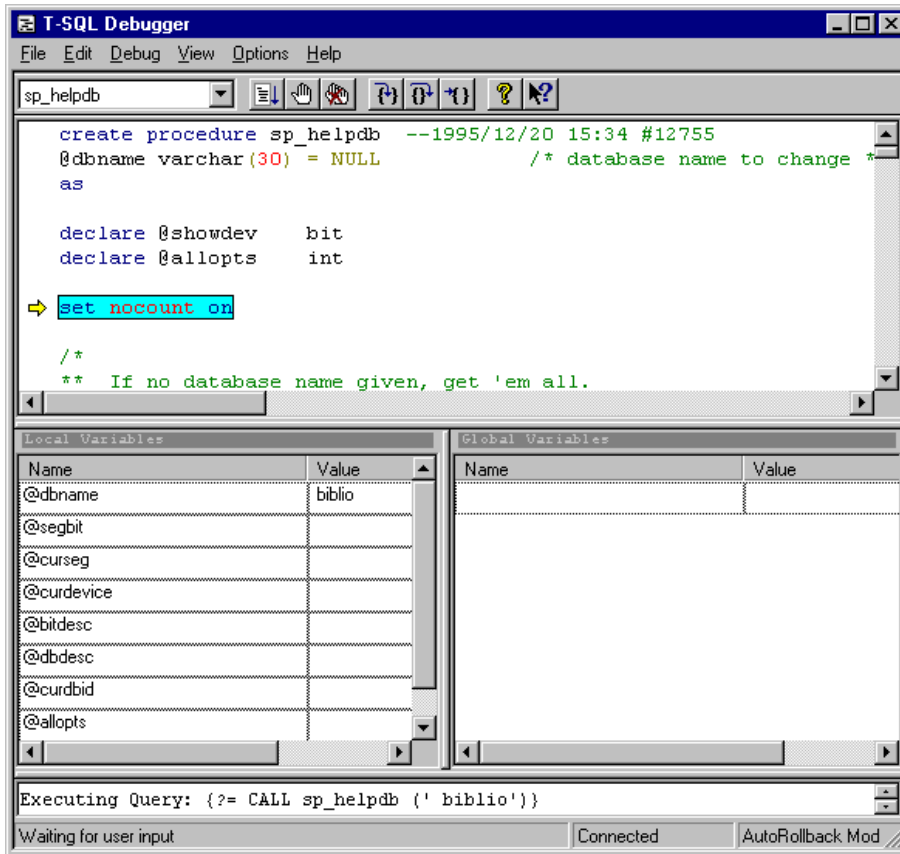 T-SQL Debugger
File Edit Debug View Options Help
sp_helpdb
create procedure sp_helpdb --1995/12/20 15:34 #12755
@dbname varchar(30) = NULL /* database name to change *
as
declare @showdev bit
declare @allopts int
set nocount on
/*
** If no database name given, get 'em all.
Local Variables
Name Value
@dbname biblio
@segbit
@curseg
@curdevice
@bitdesc
@dbdesc
@curdbid
@allopts
Global Variables
Name Value
Executing Query: {?= CALL sp_helpdb (' biblio')}
Waiting for user input Connected AutoRollback Mod